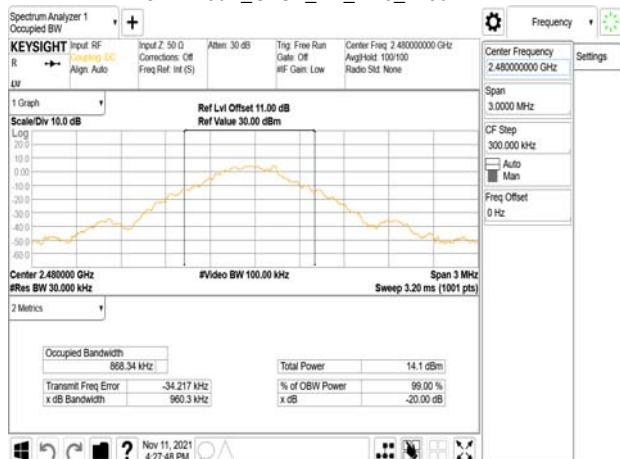 Spectrum Analyzer 1
Occupied BW
Frequency
KEYSIGHT
R
Input: RF
Coupling: DC
Align: Auto
Input Z: 50 Ω
Corrections: Off
Freq Ref: Int (S)
Atten: 30 dB
Trig: Free Run
Gate: Off
#IF Gain: Low
Center Freq: 2.480000000 GHz
Avg|Hold: 100/100
Radio Std: None
Center Frequency
2.480000000 GHz
Settings
Span
3.0000 MHz
CF Step
300.000 kHz
Auto
Man
Freq Offset
0 Hz
1 Graph
Scale/Div 10.0 dB
Ref Lvl Offset 11.00 dB
Ref Value 30.00 dBm
Log
20.0
10.0
0.00
-10.0
-20.0
-30.0
-40.0
-50.0
-60.0
Center 2.480000 GHz
#Video BW 100.00 kHz
Span 3 MHz
#Res BW 30.000 kHz
Sweep 3.20 ms (1001 pts)
2 Metrics
Occupied Bandwidth
868.34 kHz
Total Power 14.1 dBm
Transmit Freq Error -34.217 kHz
% of OBW Power 99.00 %
x dB Bandwidth 960.3 kHz
x dB -20.00 dB
Nov 11, 2021
4:27:48 PM